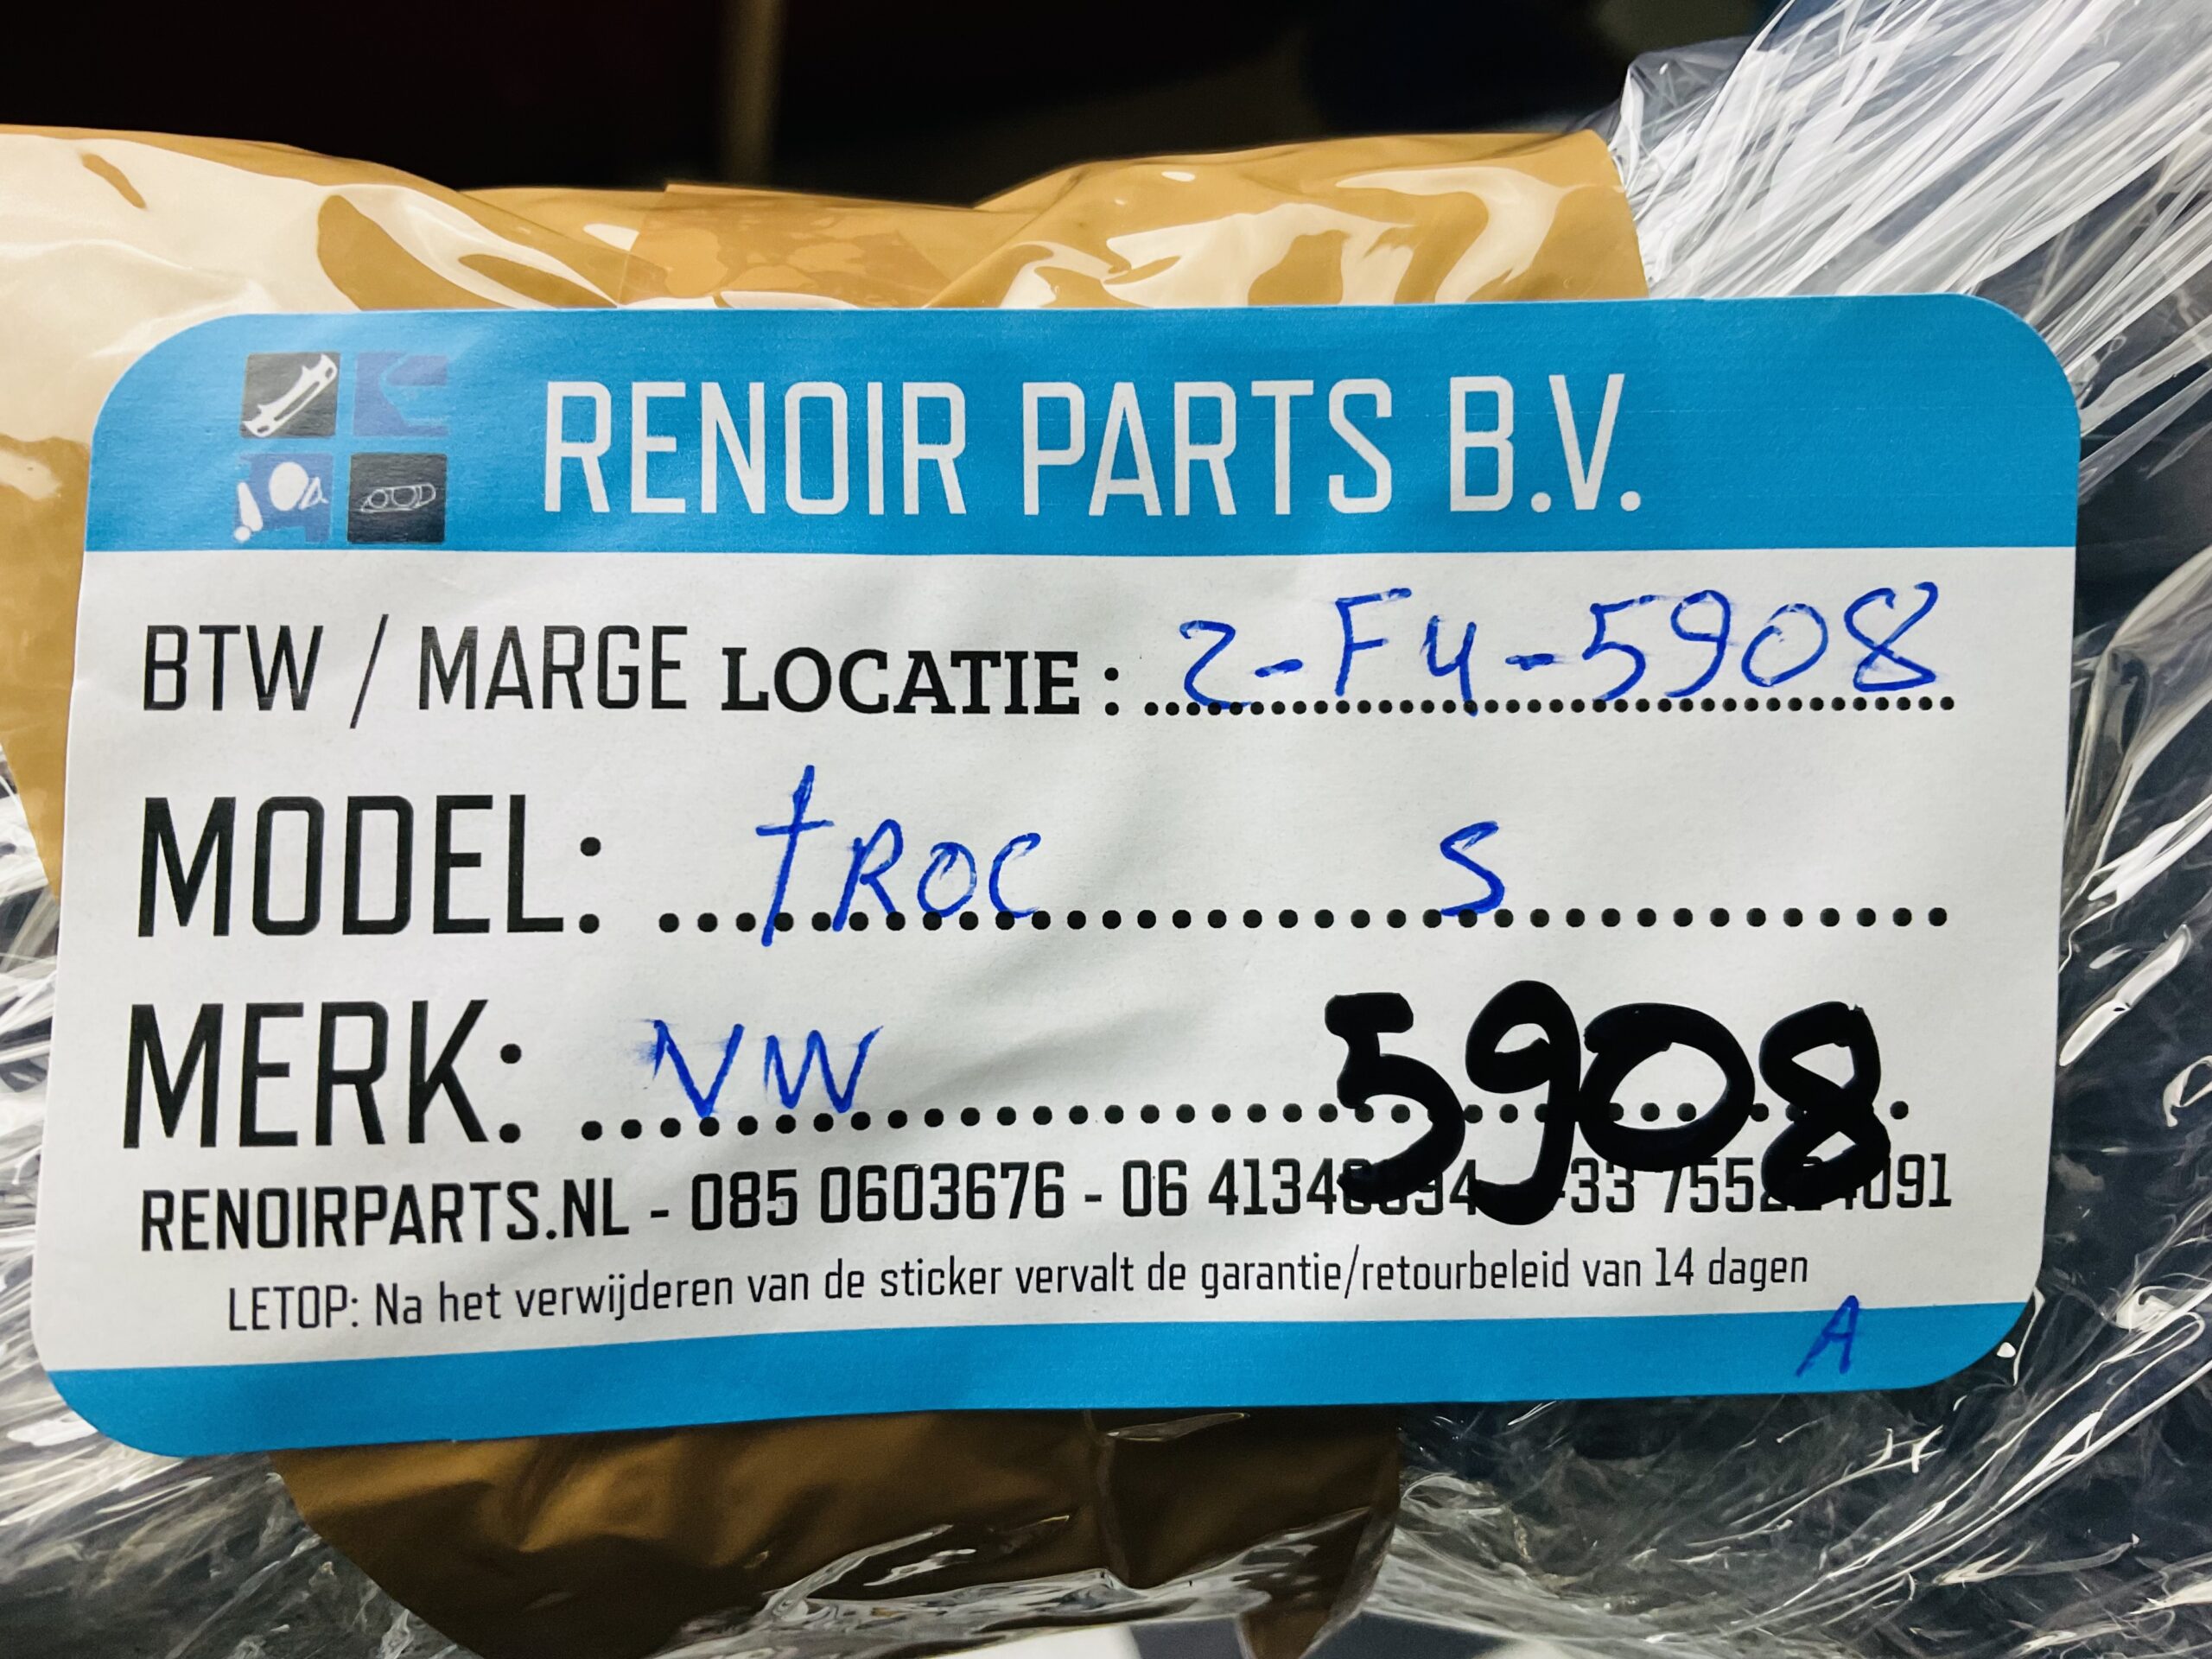 RENOIR PARTS B.V.
BTW / MARGE LOCATIE : 2-F4-5908
MODEL: tROC S
MERK: VW 5908
RENOIRPARTS.NL - 085 0603676 - 06
LETOP: Na het verwijderen van de sticker vervalt de garantie/retourbeleid van 14 dagen
A